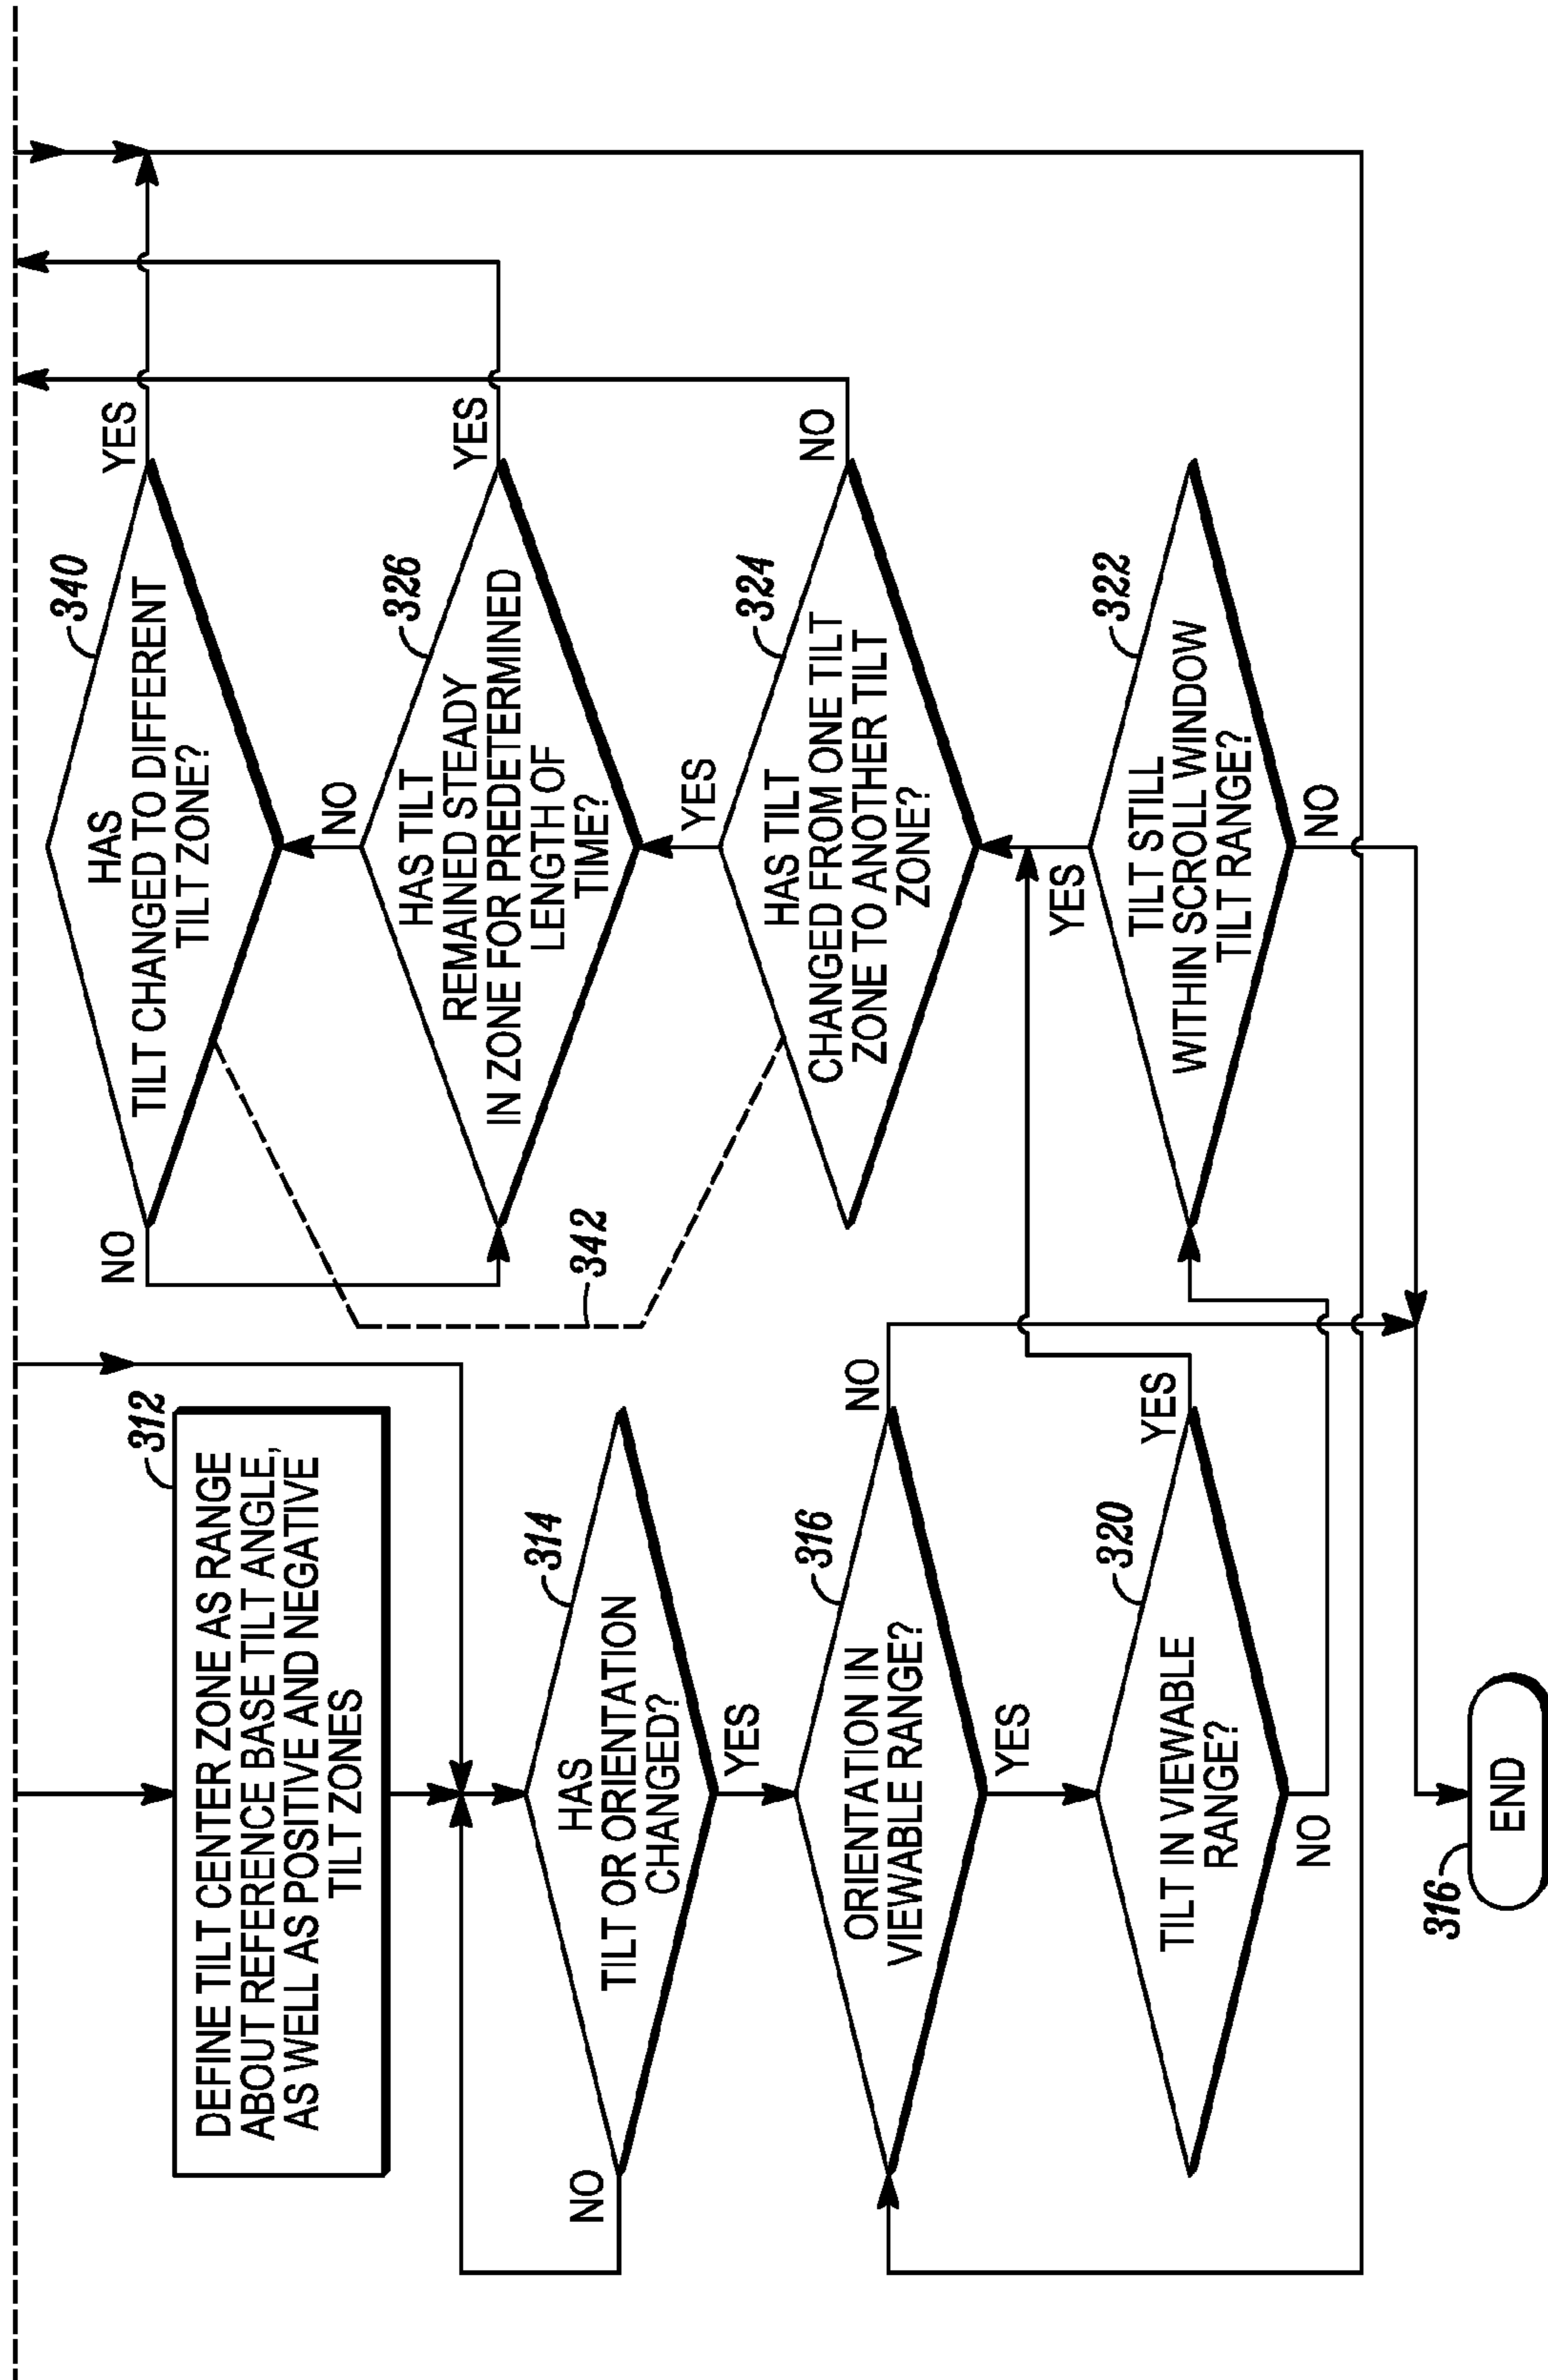 312
DEFINE TILT CENTER ZONE AS RANGE
ABOUT REFERENCE BASE TILT ANGLE,
AS WELL AS POSITIVE AND NEGATIVE
TILT ZONES
314
HAS
TILT OR ORIENTATION
CHANGED?
NO
YES
316
ORIENTATION IN
VIEWABLE RANGE?
NO
YES
320
TILT IN VIEWABLE
RANGE?
YES
NO
316
END
340
HAS
TILT CHANGED TO DIFFERENT
TILT ZONE?
NO
YES
NO
326
HAS TILT
REMAINED STEADY
IN ZONE FOR PREDETERMINED
LENGTH OF
TIME?
YES
342
YES
324
HAS TILT
CHANGED FROM ONE TILT
ZONE TO ANOTHER TILT
ZONE?
NO
YES
322
TILT STILL
WITHIN SCROLL WINDOW
TILT RANGE?
NO